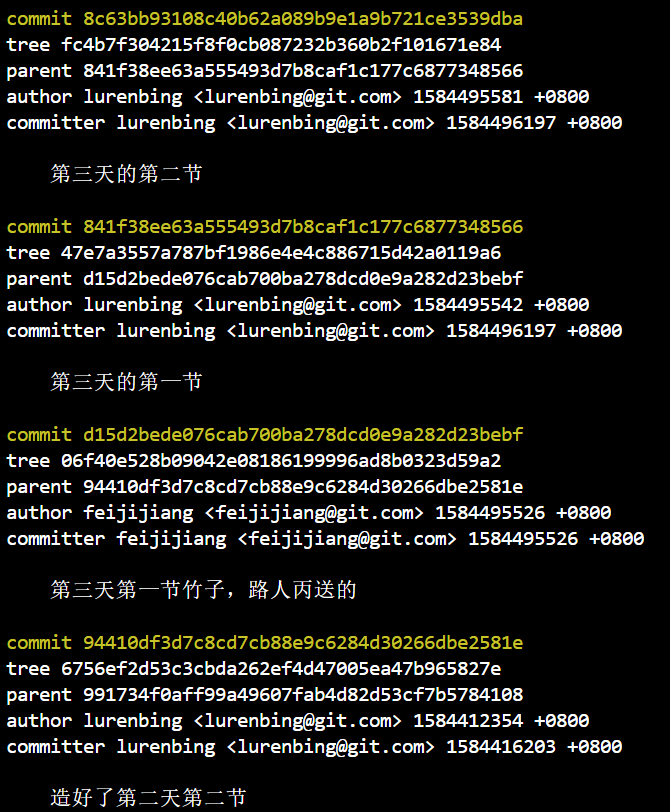 commit 8c63bb93108c40b62a089b9e1a9b721ce3539dba
tree fc4b7f304215f8f0cb087232b360b2f101671e84
parent 841f38ee63a555493d7b8caf1c177c6877348566
author lurenbing <lurenbing@git.com> 1584495581 +0800
committer lurenbing <lurenbing@git.com> 1584496197 +0800
第三天的第二节
commit 841f38ee63a555493d7b8caf1c177c6877348566
tree 47e7a3557a787bf1986e4e4c886715d42a0119a6
parent d15d2bede076cab700ba278dcd0e9a282d23bebf
author lurenbing <lurenbing@git.com> 1584495542 +0800
committer lurenbing <lurenbing@git.com> 1584496197 +0800
第三天的第一节
commit d15d2bede076cab700ba278dcd0e9a282d23bebf
tree 06f40e528b09042e08186199996ad8b0323d59a2
parent 94410df3d7c8cd7cb88e9c6284d30266dbe2581e
author feijijiang <feijijiang@git.com> 1584495526 +0800
committer feijijiang <feijijiang@git.com> 1584495526 +0800
第三天第一节竹子，路人丙送的
commit 94410df3d7c8cd7cb88e9c6284d30266dbe2581e
tree 6756ef2d53c3cbda262ef4d47005ea47b965827e
parent 991734f0aff99a49607fab4d82d53cf7b5784108
author lurenbing <lurenbing@git.com> 1584412354 +0800
committer lurenbing <lurenbing@git.com> 1584416203 +0800
造好了第二天第二节